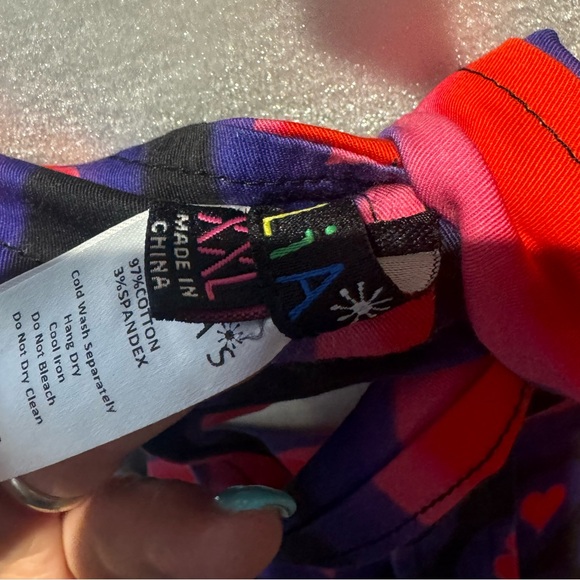 LiA
XXL
MADE IN
CHINA
97%COTTON
3%SPANDEX
Cold Wash Separately
Hang Dry
Cool Iron
Do Not Bleach
Do Not Dry Clean